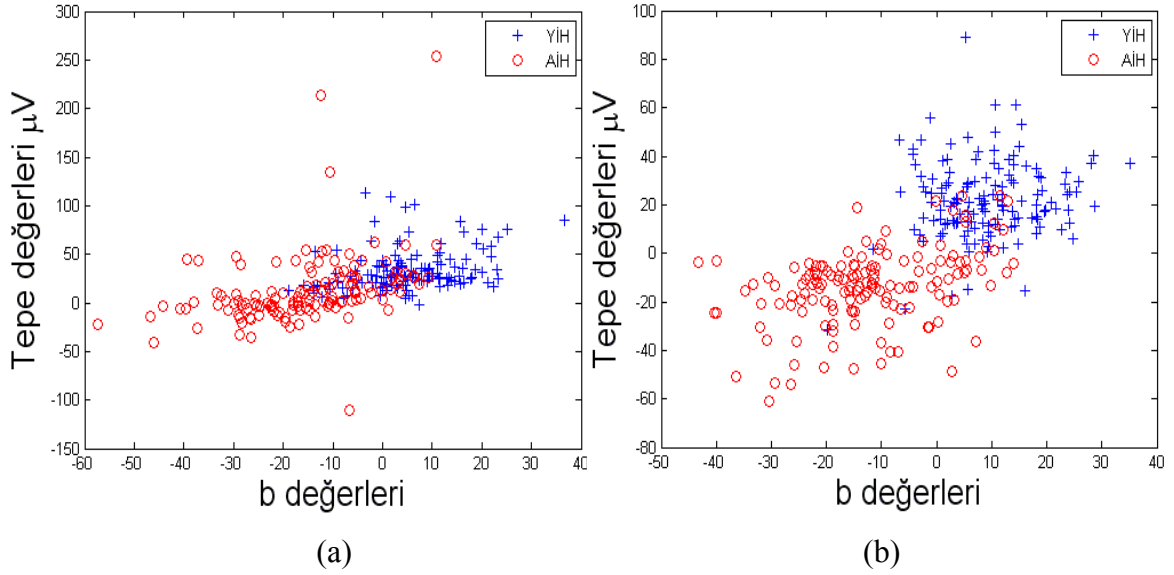 300
250
200
150
100
50
0
-50
-100
-150
-60 -50 -40 -30 -20 -10 0 10 20 30 40
Tepe değerleri µV
b değerleri
YİH
AİH
(a)
100
80
60
40
20
0
-20
-40
-60
-80
-50 -40 -30 -20 -10 0 10 20 30 40
Tepe değerleri µV
b değerleri
YİH
AİH
(b)